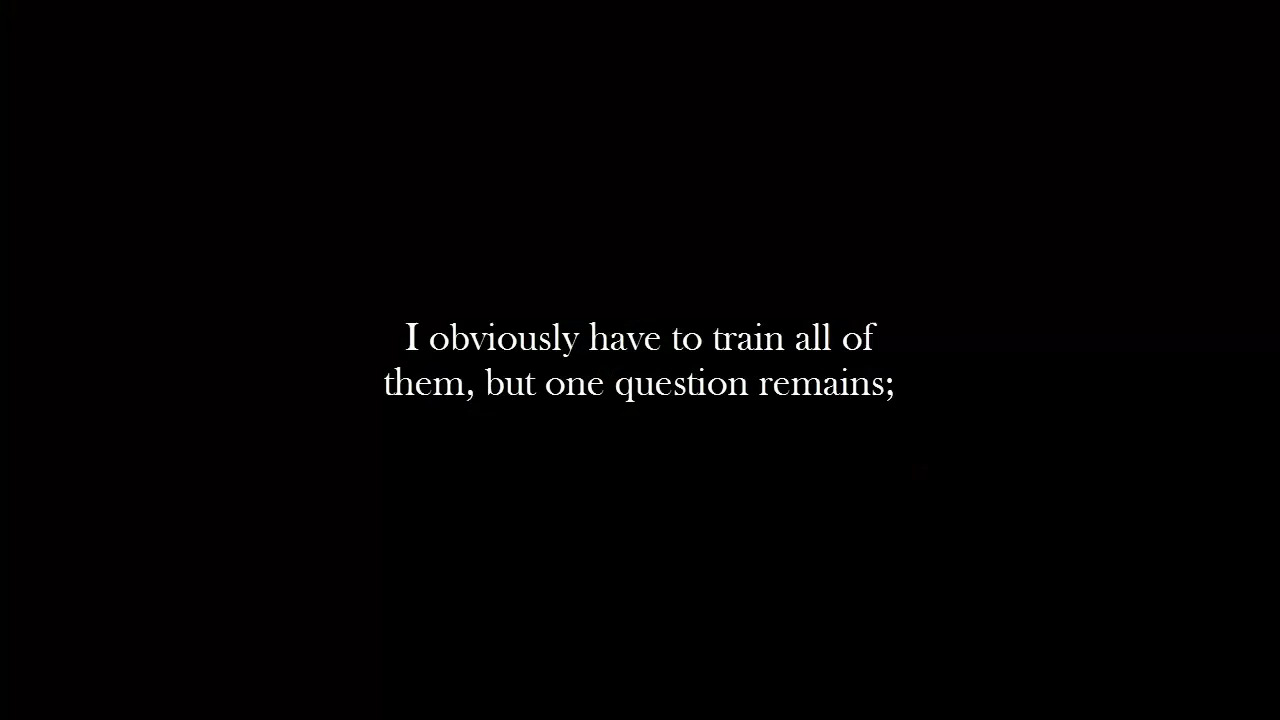 I obviously have to train all of
them, but one question remains;